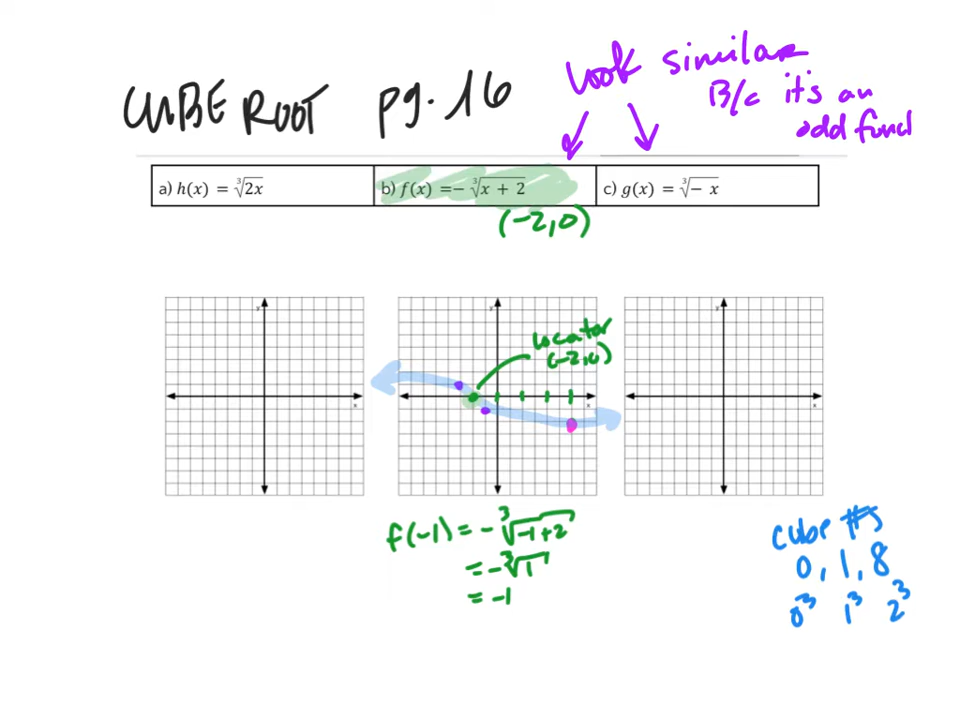 CUBE ROOT pg. 16
look similar
B/c it's an
odd func
a) h(x) = ∛2x
b) f(x) =− ∛x + 2
c) g(x) = ∛− x
(-2,0)
y
x
y
x
y
x
locator
(-2,0)
f(-1) = -∛-1+2
= -∛1
= -1
cube #s
0, 1, 8
0³ 1³ 2³